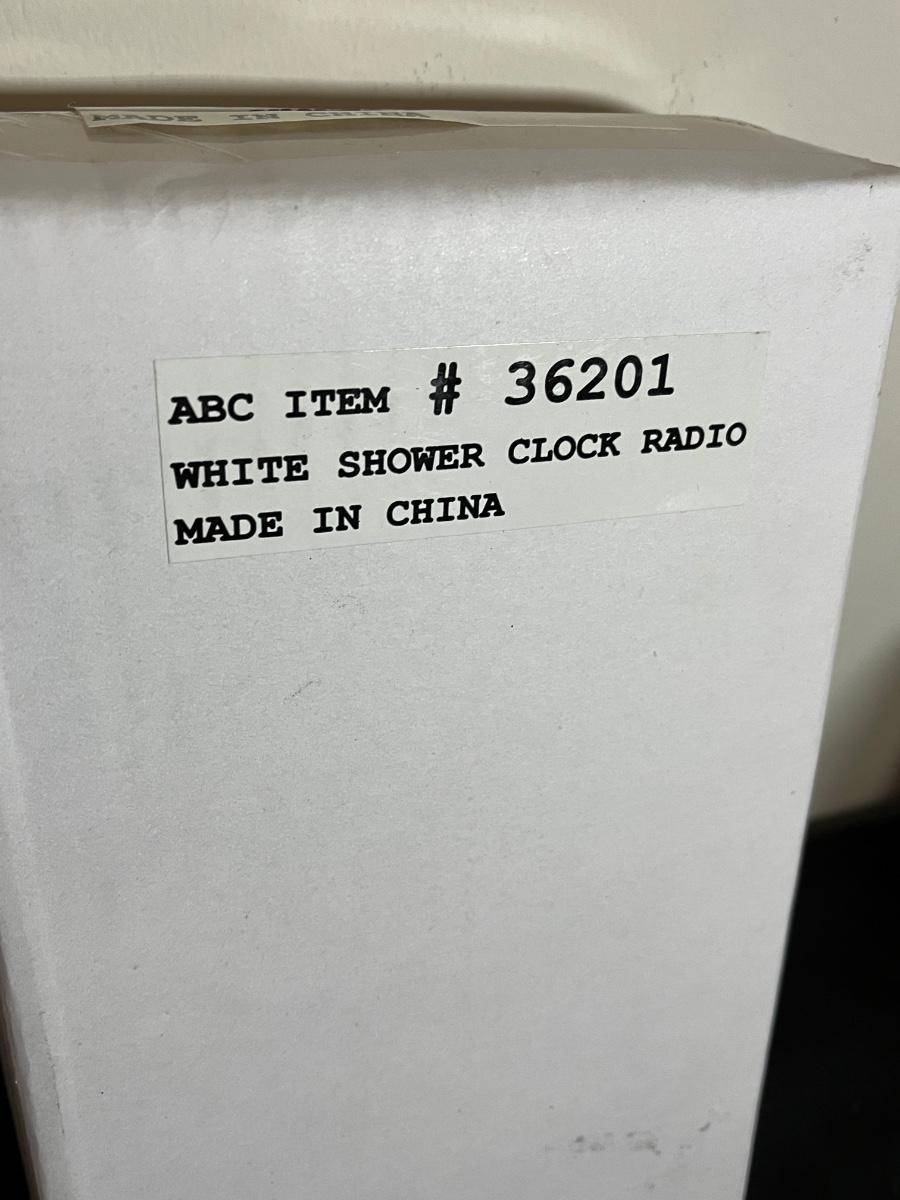 MADE IN CHINA
ABC ITEM # 36201
WHITE SHOWER CLOCK RADIO
MADE IN CHINA